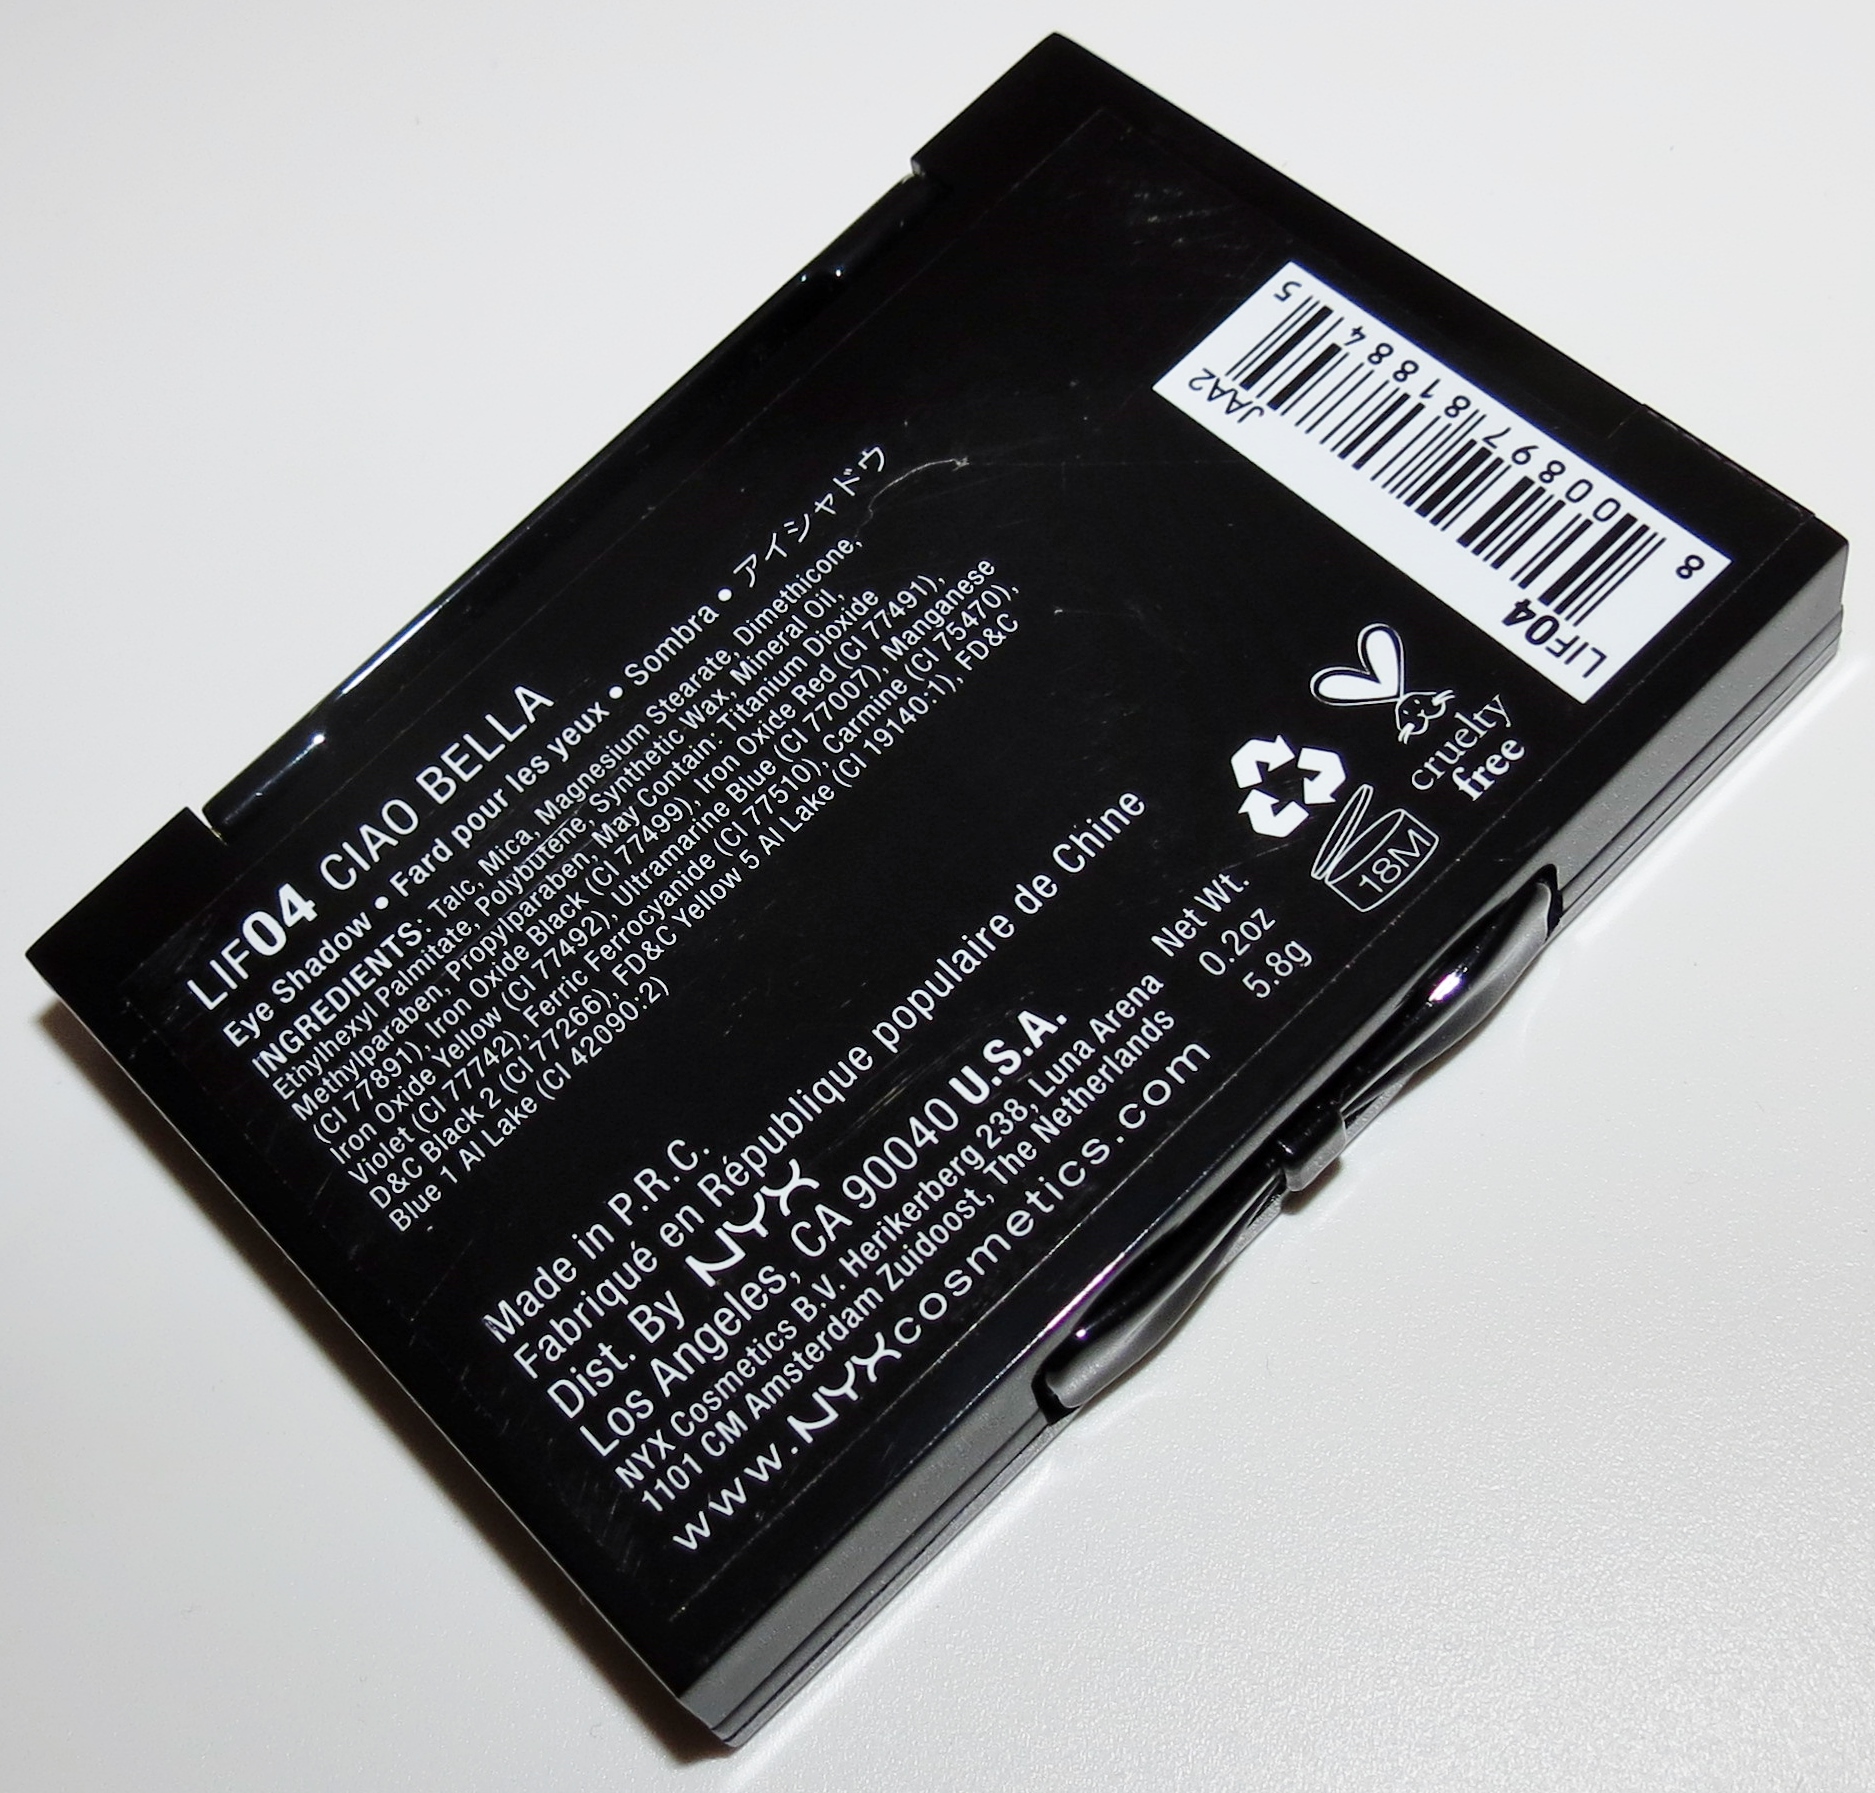 LIF04 CIAO BELLA
Eye Shadow • Fard pour les yeux • Sombra • アイシャドウ
INGREDIENTS: Talc, Mica, Magnesium Stearate, Dimethicone,
Ethylhexyl Palmitate, Polybutene, Synthetic Wax, Mineral Oil,
Methylparaben, Propylparaben, May Contain: Titanium Dioxide
(CI 77891), Iron Oxide Black (CI 77499), Iron Oxide Red (CI 77491),
Iron Oxide Yellow (CI 77492), Ultramarine Blue (CI 77007), Manganese
Violet (CI 77742), Ferric Ferrocyanide (CI 77510), Carmine (CI 75470),
D&C Black 2 (CI 77266), FD&C Yellow 5 Al Lake (CI 19140:1), FD&C
Blue 1 Al Lake (CI 42090:2)
Made in P.R.C.
Fabriqué en République populaire de Chine
Dist. By NYX
Los Angeles, CA 90040 U.S.A.
NYX Cosmetics B.V. Herikerberg 238, Luna Arena
1101 CM Amsterdam Zuidoost, The Netherlands
www.NYXcosmetics.com
Net Wt.
0.2oz
5.8g
18M
cruelty
free
LIF04 JAA2
8 00897 81884 5